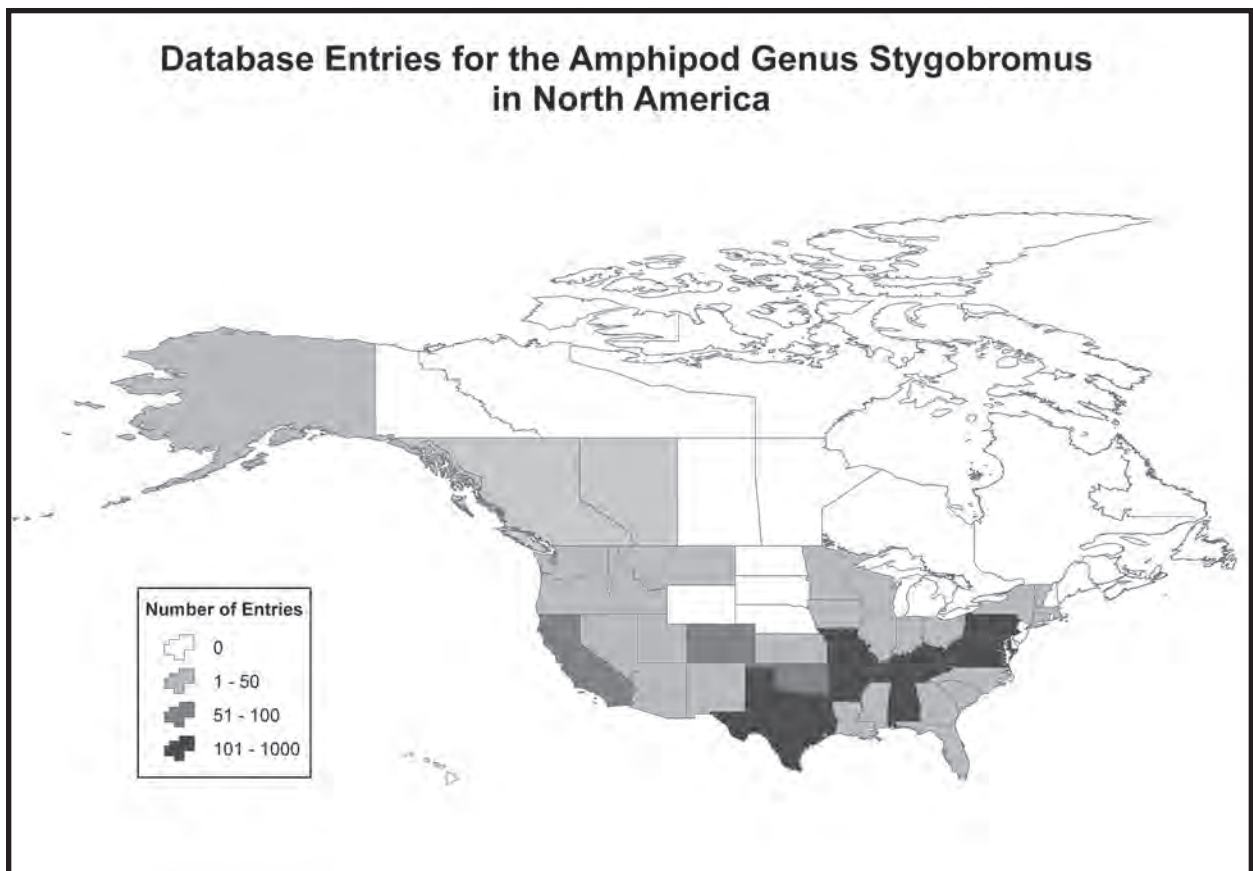 Database Entries for the Amphipod Genus Stygobromus
in North America
Number of Entries
0
1 - 50
51 - 100
101 - 1000